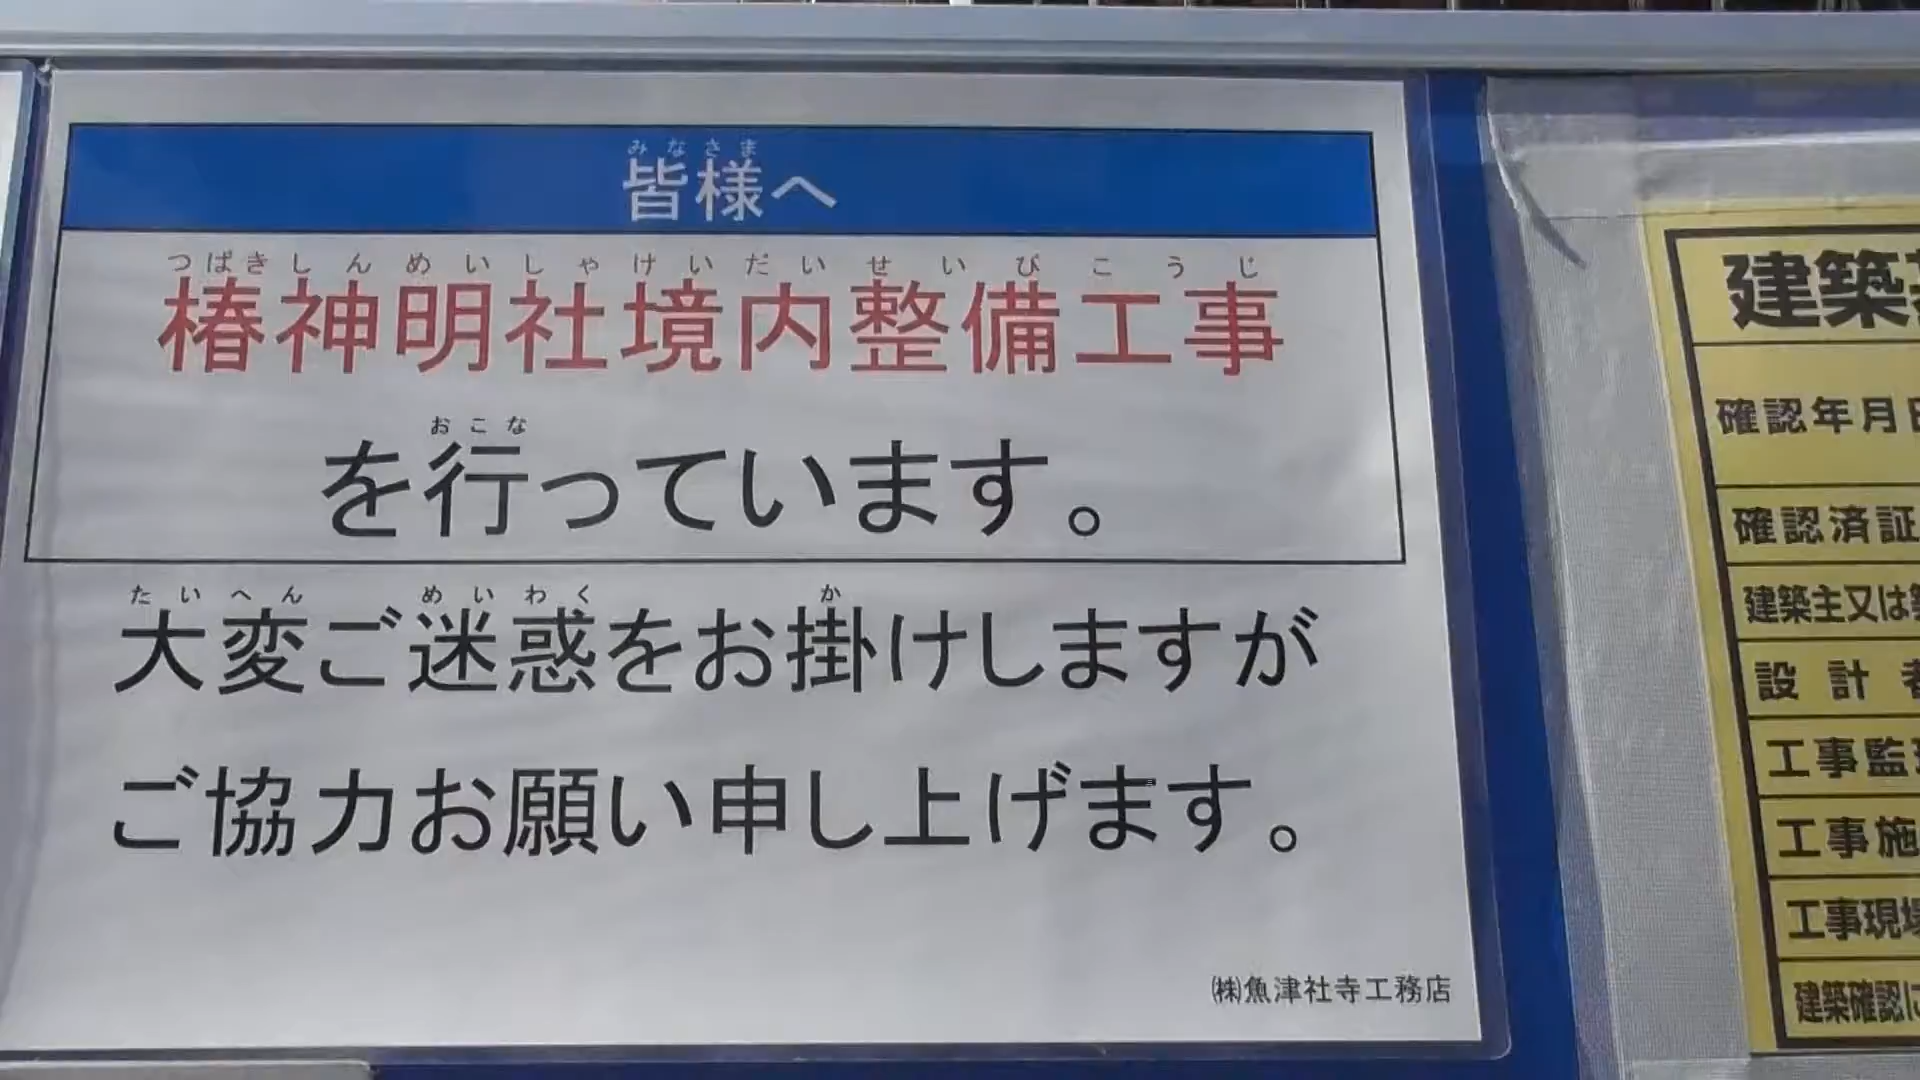 みなさま
皆様へ
つばきしんめいしゃけいだいせいびこうじ
椿神明社境内整備工事
おこな
を行っています。
たいへん めいわく か
大変ご迷惑をお掛けしますが
ご協力お願い申し上げます。
㈱魚津社寺工務店
建築
確認年月日
確認済証
建築主又は
設計者
工事監
工事施
工事現場
建築確認に